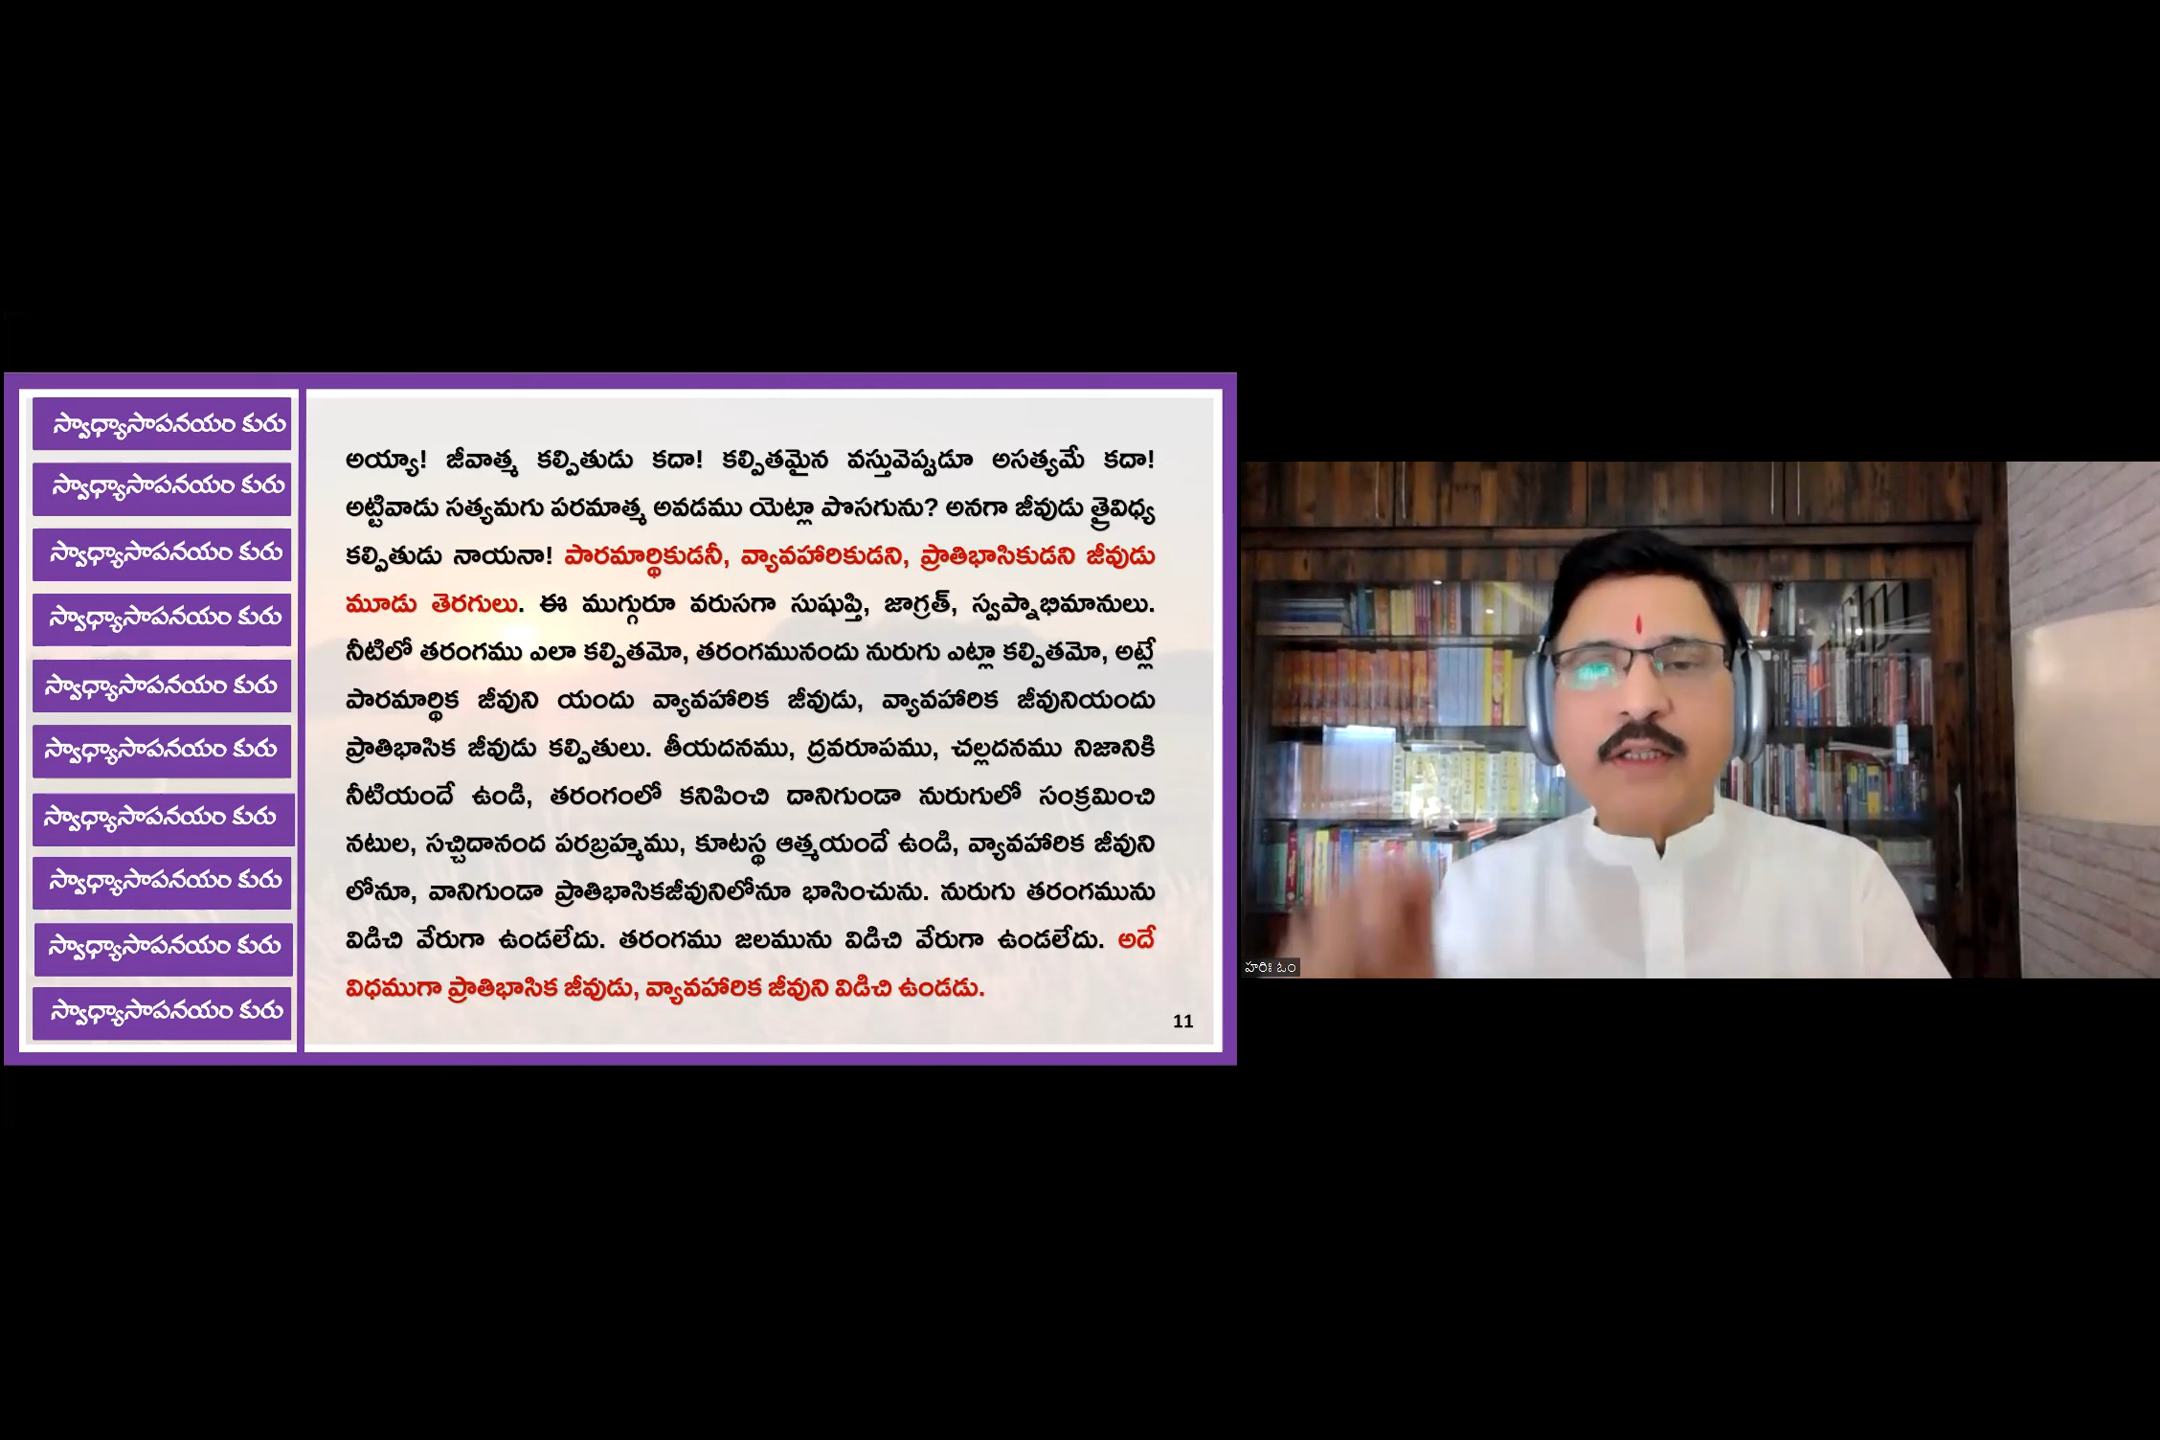 స్వాధ్యాసాపనయం కురు
స్వాధ్యాసాపనయం కురు
స్వాధ్యాసాపనయం కురు
స్వాధ్యాసాపనయం కురు
స్వాధ్యాసాపనయం కురు
స్వాధ్యాసాపనయం కురు
స్వాధ్యాసాపనయం కురు
స్వాధ్యాసాపనయం కురు
స్వాధ్యాసాపనయం కురు
స్వాధ్యాసాపనయం కురు
అయ్యా! జీవాత్మ కల్పితుడు కదా! కల్పితమైన వస్తువెప్పుడూ అసత్యమే కదా!
అట్టివాడు సత్యమగు పరమాత్మ అవడము యెట్లా పొసగును? అనగా జీవుడు త్రైవిధ్య
కల్పితుడు నాయనా! పారమార్థికుడనీ, వ్యావహారికుడని, ప్రాతిభాసికుడని జీవుడు
మూడు తెరగులు. ఈ ముగ్గురూ వరుసగా సుషుప్తి, జాగ్రత్, స్వప్నాభిమానులు.
నీటిలో తరంగము ఎలా కల్పితమో, తరంగమునందు నురుగు ఎట్లా కల్పితమో, అట్లే
పారమార్థిక జీవుని యందు వ్యావహారిక జీవుడు, వ్యావహారిక జీవునియందు
ప్రాతిభాసిక జీవుడు కల్పితులు. తీయదనము, ద్రవరూపము, చల్లదనము నిజానికి
నీటియందే ఉండి, తరంగంలో కనిపించి దానిగుండా నురుగులో సంక్రమించి
నటుల, సచ్చిదానంద పరబ్రహ్మము, కూటస్థ ఆత్మయందే ఉండి, వ్యావహారిక జీవుని
లోనూ, వానిగుండా ప్రాతిభాసికజీవునిలోనూ భాసించును. నురుగు తరంగమును
విడిచి వేరుగా ఉండలేదు. తరంగము జలమును విడిచి వేరుగా ఉండలేదు. అదే
విధముగా ప్రాతిభాసిక జీవుడు, వ్యావహారిక జీవుని విడిచి ఉండడు.
11
హరిః ఓం